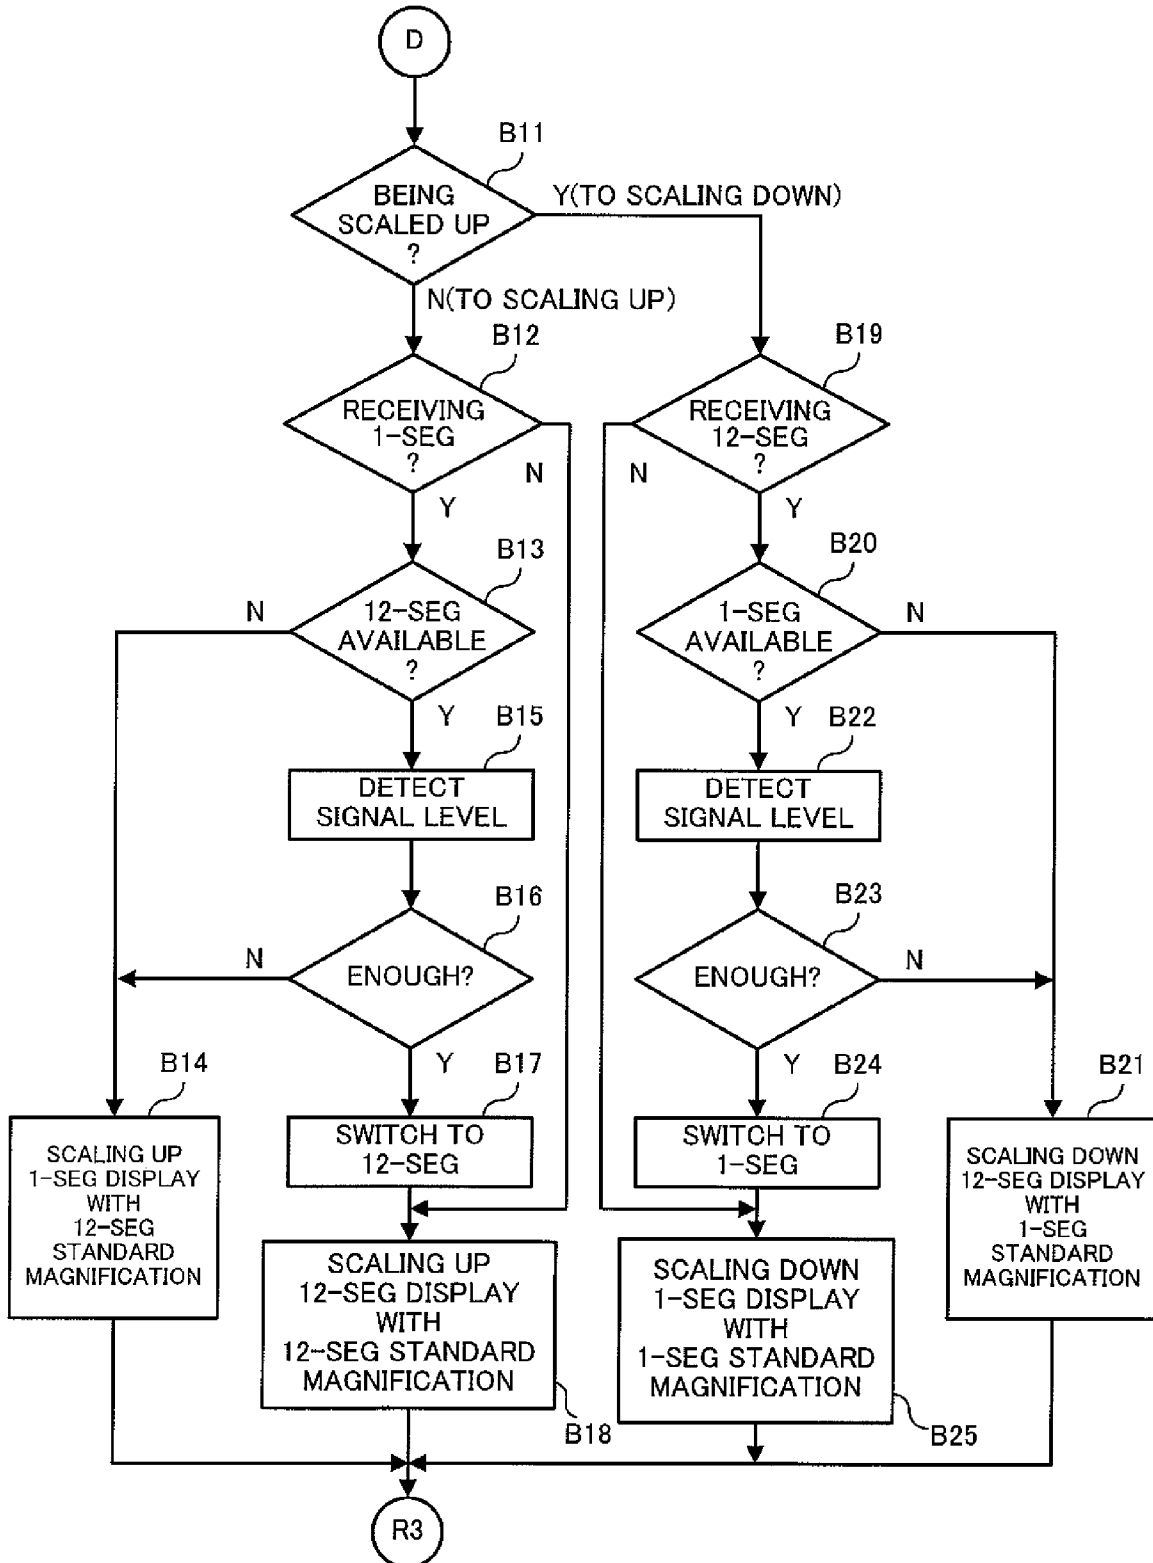 D
B11
BEING
SCALED UP
?
Y(TO SCALING DOWN)
N(TO SCALING UP)
B12
B19
RECEIVING
1-SEG
?
N
Y
RECEIVING
12-SEG
?
N
Y
B13
B20
N
12-SEG
AVAILABLE
?
Y
1-SEG
AVAILABLE
?
N
Y
B15
B22
DETECT
SIGNAL LEVEL
DETECT
SIGNAL LEVEL
B16
B23
N
ENOUGH?
Y
ENOUGH?
N
Y
B14
B17
B24
B21
SCALING UP
1-SEG DISPLAY
WITH
12-SEG
STANDARD
MAGNIFICATION
SWITCH TO
12-SEG
SWITCH TO
1-SEG
SCALING DOWN
12-SEG DISPLAY
WITH
1-SEG
STANDARD
MAGNIFICATION
SCALING UP
12-SEG DISPLAY
WITH
12-SEG STANDARD
MAGNIFICATION
B18
SCALING DOWN
1-SEG DISPLAY
WITH
1-SEG STANDARD
MAGNIFICATION
B25
R3